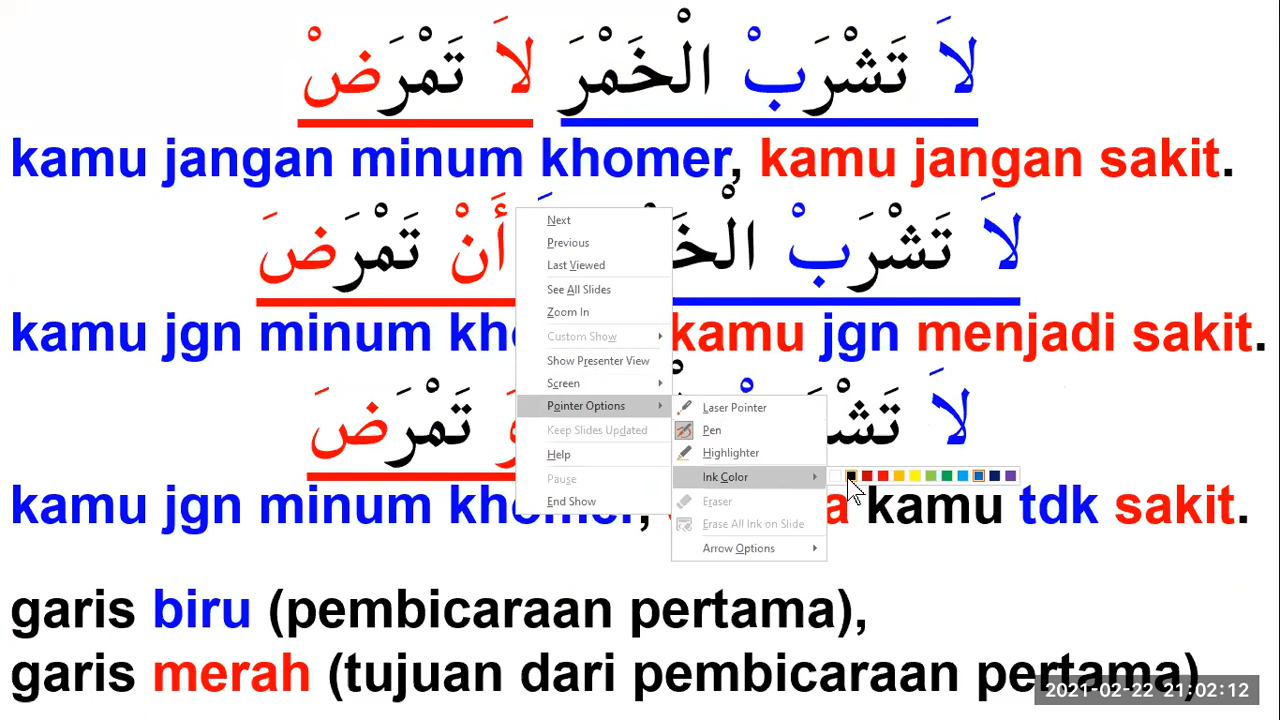 لاَ تَشْرَبْ الْخَمْرَ لاَ تَمْرَضْ
kamu jangan minum khomer, kamu jangan sakit.
لاَ تَشْرَبْ أَنْ تَمْرَضَ
kamu jgn minum kamu jgn menjadi sakit.
لاَ تَمْرَضَ
kamu jgn minum kamu tdk sakit.
Next
Previous
Last Viewed
See All Slides
Zoom In
Custom Show
Show Presenter View
Screen
Pointer Options
Keep Slides Updated
Help
Pause
End Show
Laser Pointer
Pen
Highlighter
Ink Color
Eraser
Erase All Ink on Slide
Arrow Options
garis biru (pembicaraan pertama),
garis merah (tujuan dari pembicaraan pertama)
2021-02-22 21:02:12